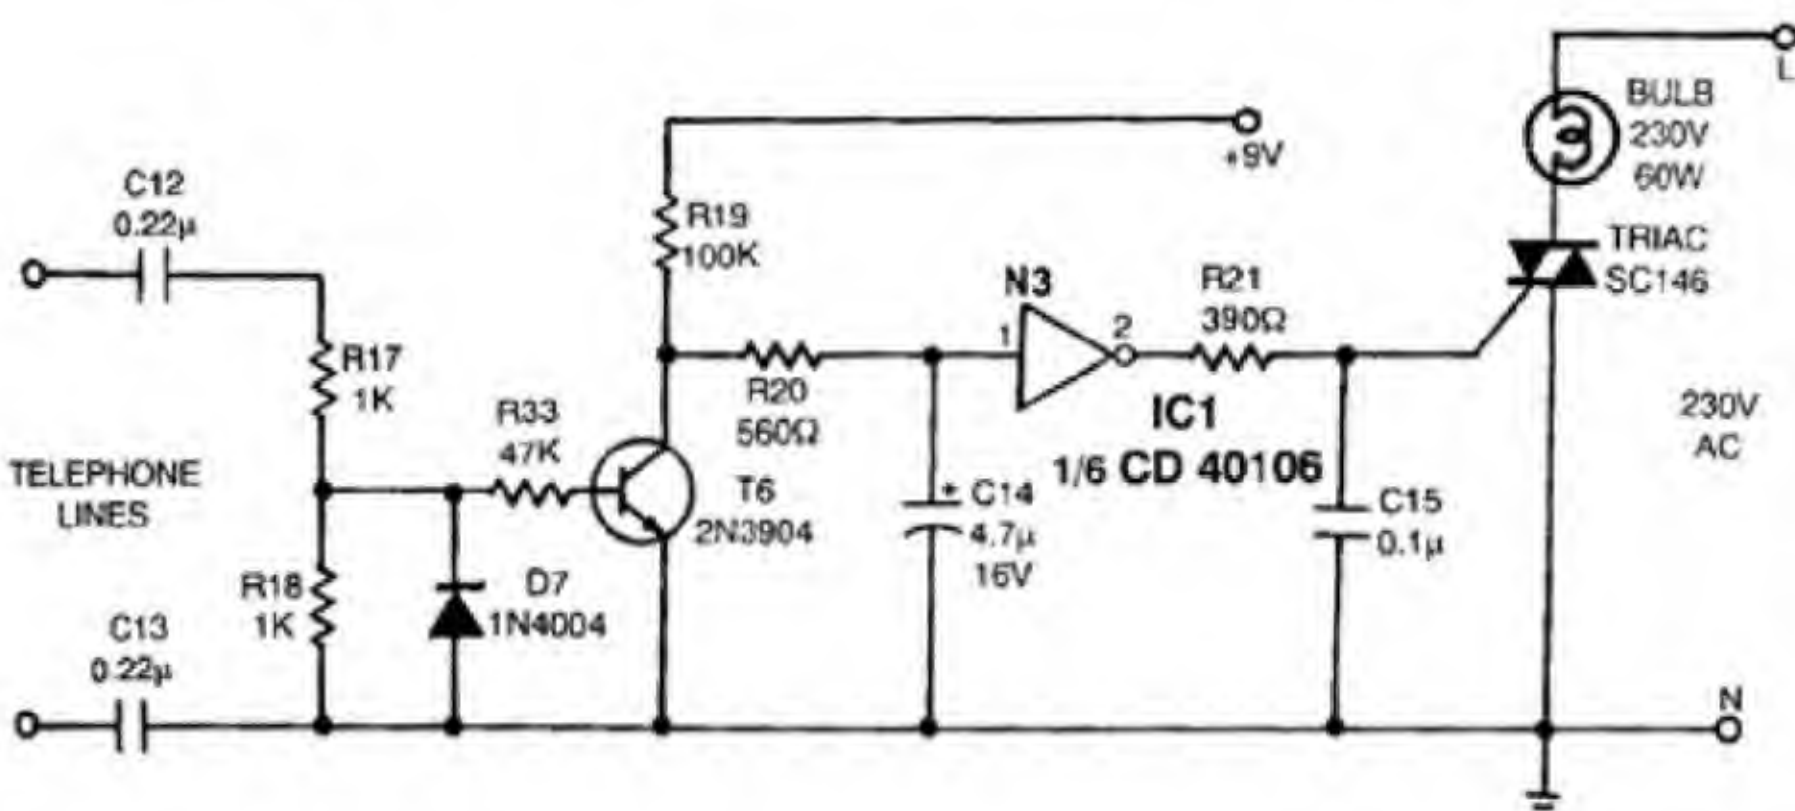 L
BULB
230V
60W
+9V
C12
0.22µ
R19
100K
TRIAC
SC146
N3
R21
390Ω
1
2
R17
1K
R20
560Ω
IC1
1/6 CD 40106
230V
AC
R33
47K
TELEPHONE
LINES
T6
2N3904
+ C14
4.7µ
16V
C15
0.1µ
R18
1K
D7
1N4004
C13
0.22µ
N